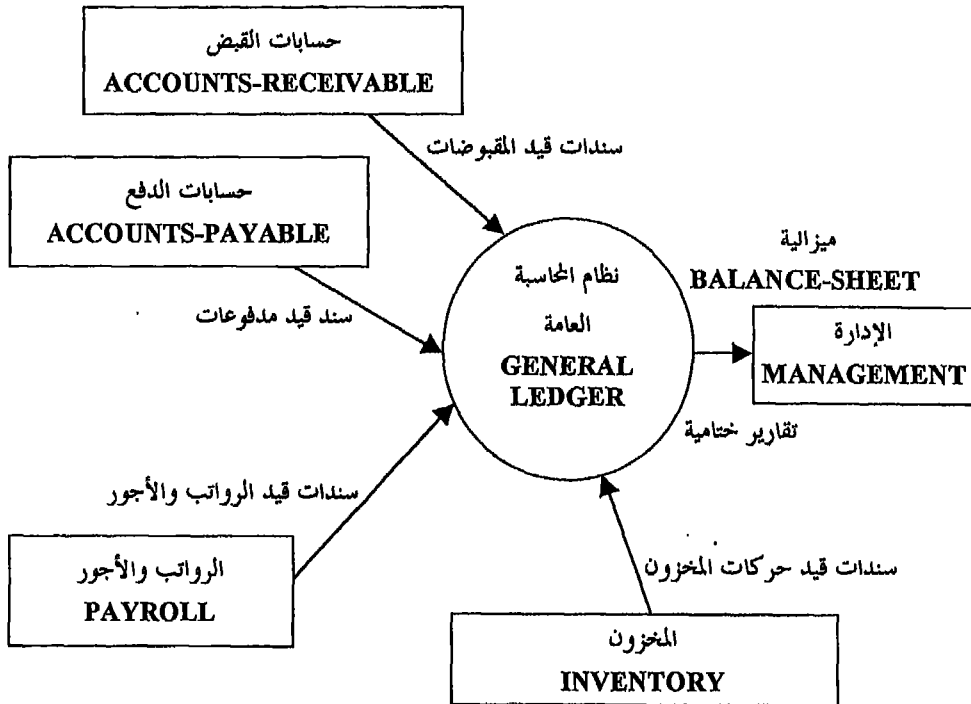 حسابات القبض
ACCOUNTS-RECEIVABLE
سندات قيد المقبوضات
حسابات الدفع
ACCOUNTS-PAYABLE
سند قيد مدفوعات
نظام المحاسبة
العامة
GENERAL
LEDGER
ميزالية
BALANCE-SHEET
الإدارة
MANAGEMENT
تقارير ختامية
سندات قيد الرواتب والأجور
الرواتب والأجور
PAYROLL
سندات قيد حركات المخزون
المخزون
INVENTORY